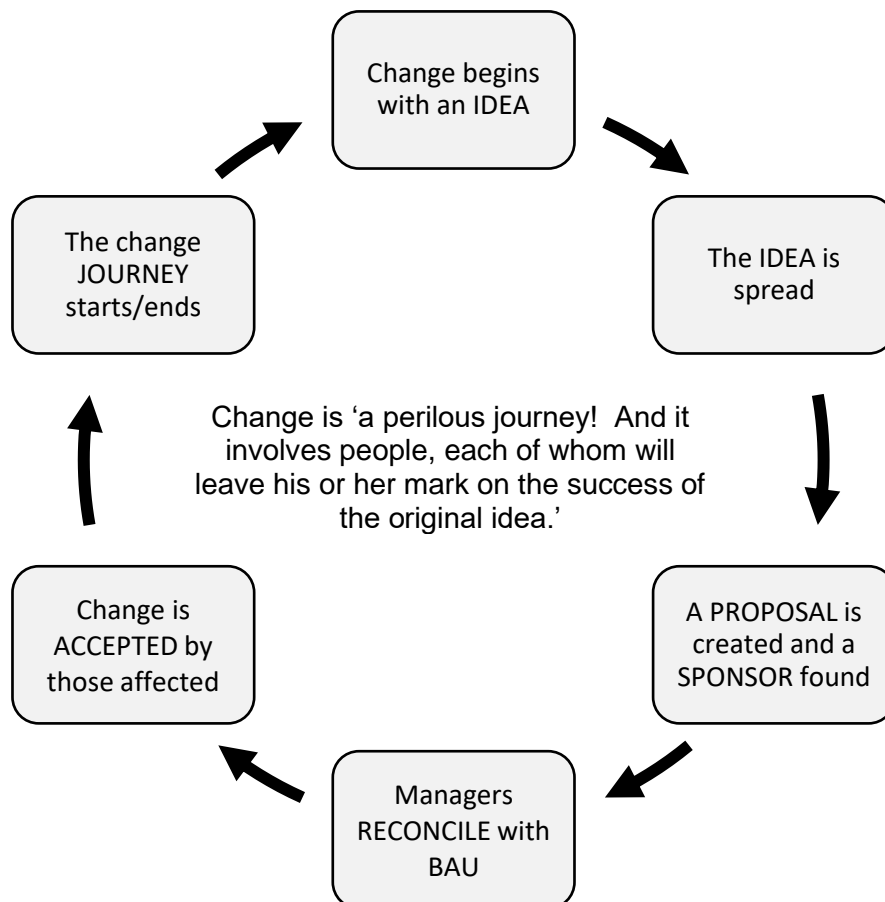 Change begins
with an IDEA
The IDEA is
spread
A PROPOSAL is
created and a
SPONSOR found
Managers
RECONCILE with
BAU
Change is
ACCEPTED by
those affected
The change
JOURNEY
starts/ends
Change is ‘a perilous journey!  And it
involves people, each of whom will
leave his or her mark on the success of
the original idea.’